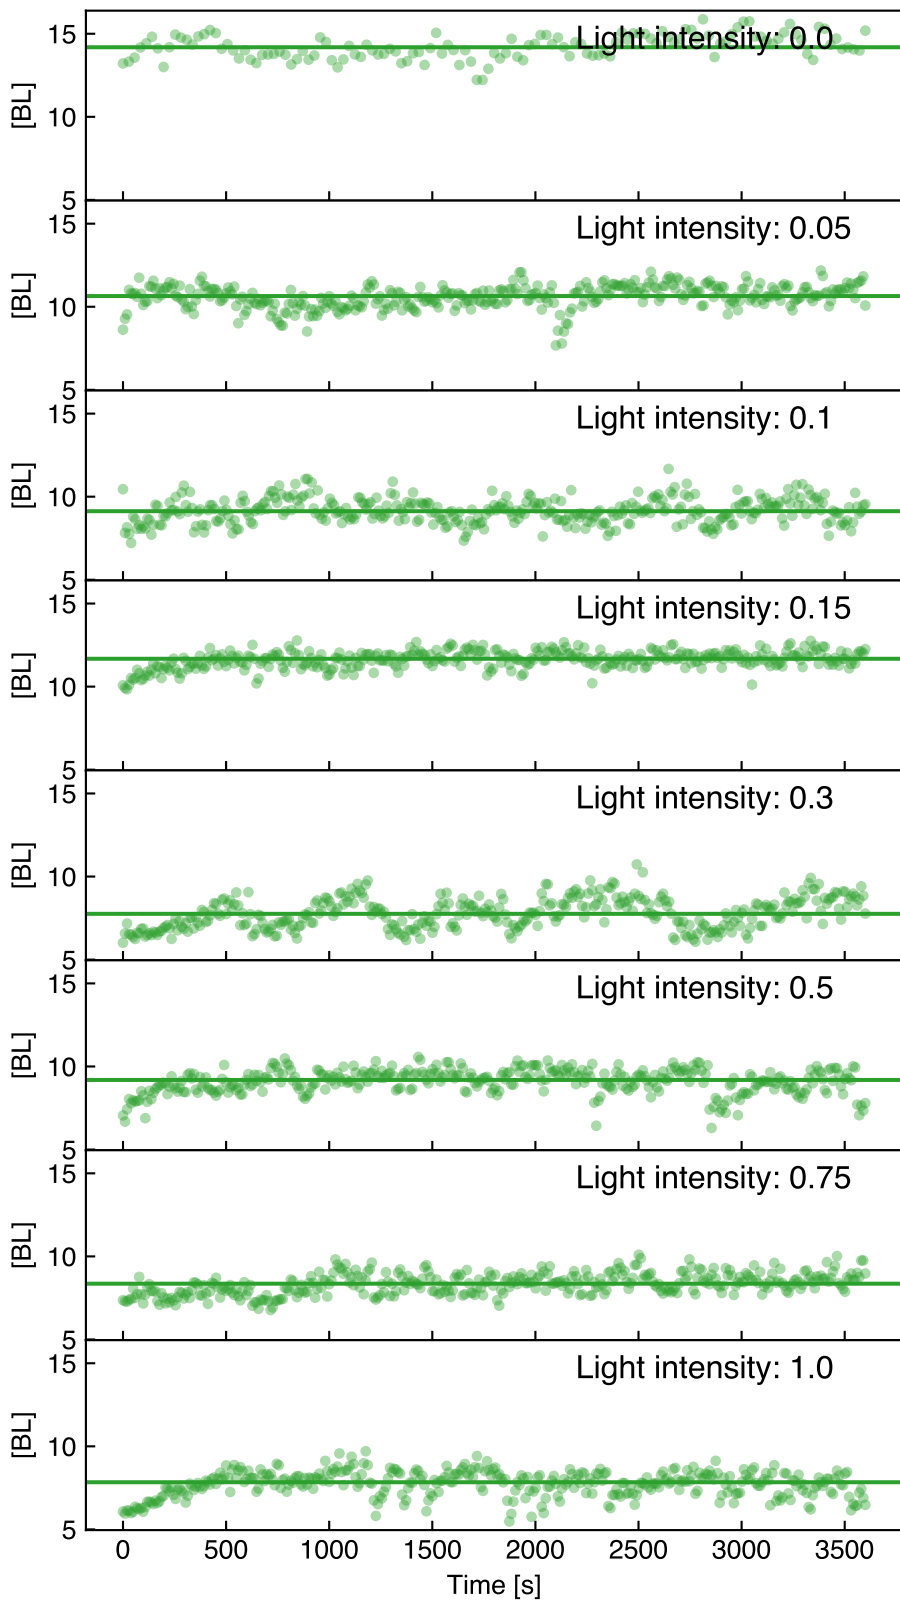 Light intensity: 0.0
15
10
5
[BL]
Light intensity: 0.05
15
10
5
[BL]
Light intensity: 0.1
15
10
5
[BL]
Light intensity: 0.15
15
10
5
[BL]
Light intensity: 0.3
15
10
5
[BL]
Light intensity: 0.5
15
10
5
[BL]
Light intensity: 0.75
15
10
5
[BL]
Light intensity: 1.0
15
10
5
[BL]
0 500 1000 1500 2000 2500 3000 3500
Time [s]